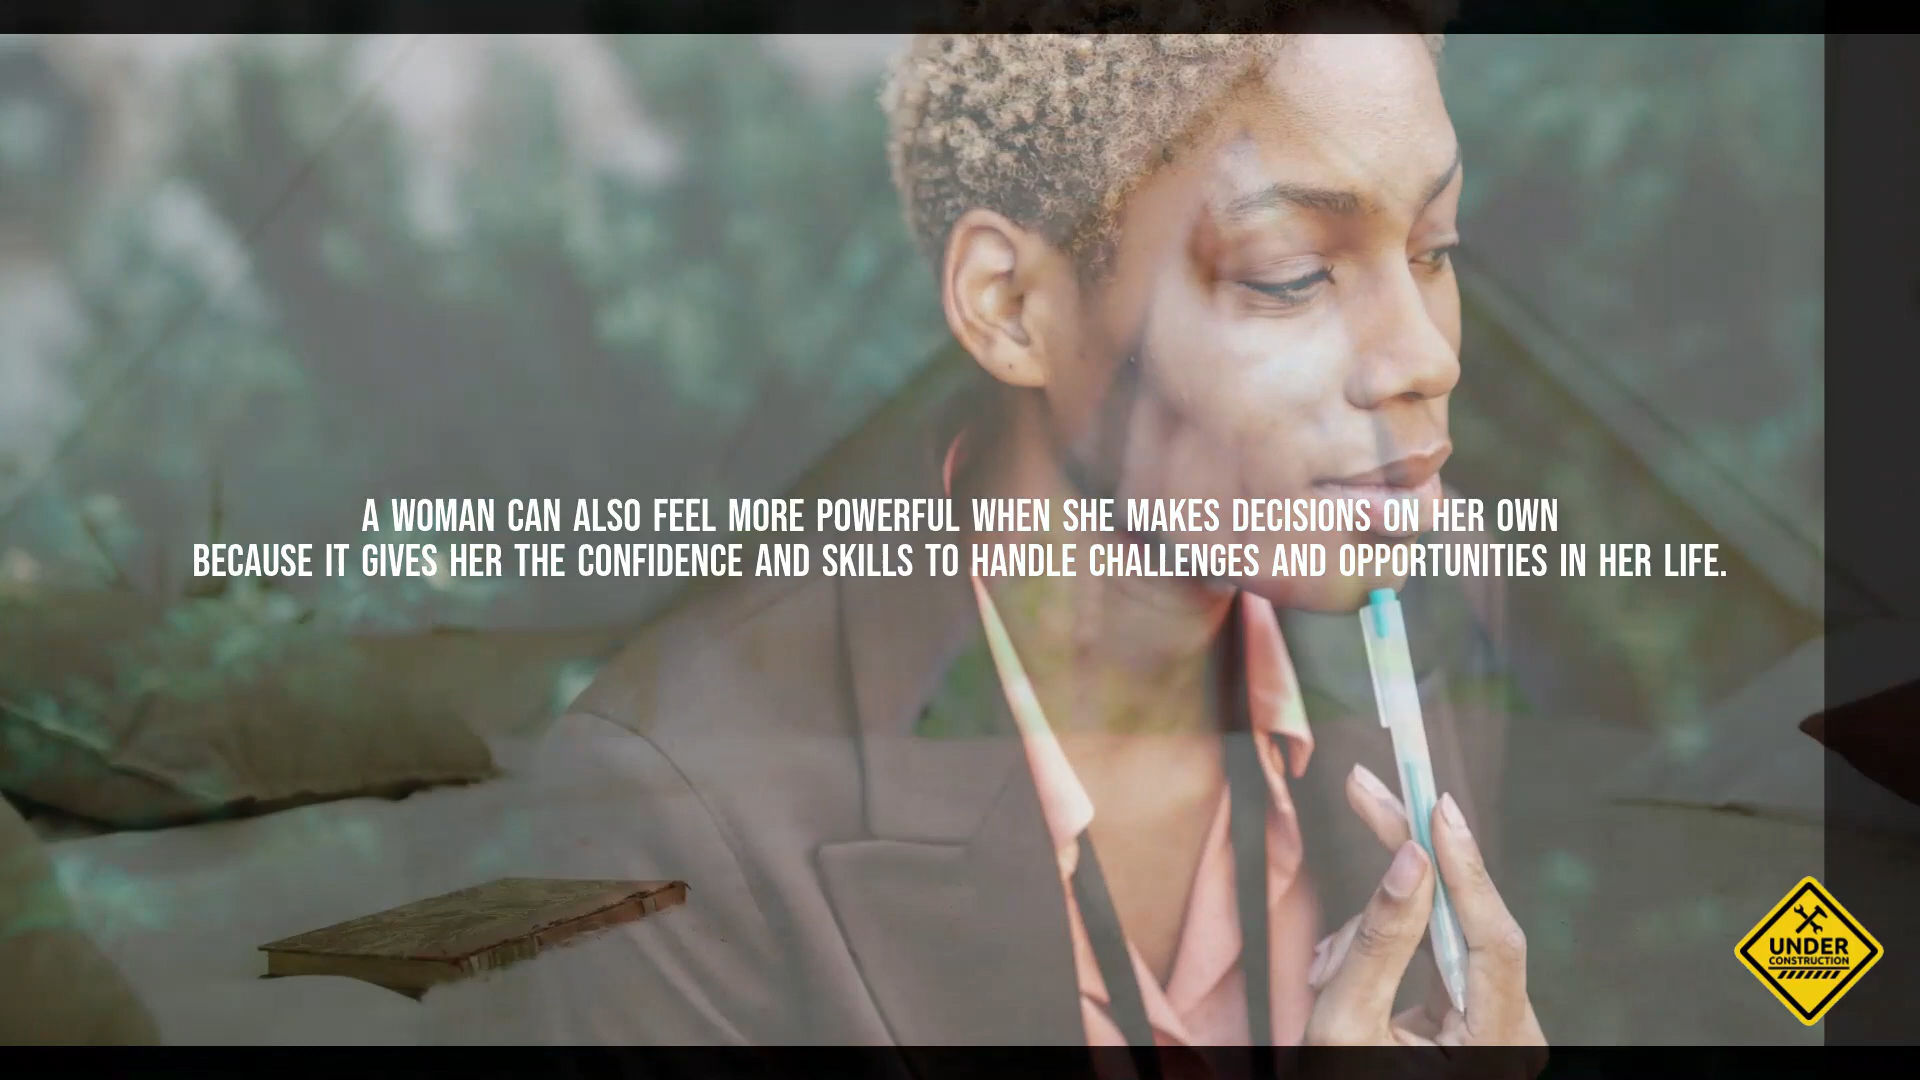 A WOMAN CAN ALSO FEEL MORE POWERFUL WHEN SHE MAKES DECISIONS ON HER OWN
BECAUSE IT GIVES HER THE CONFIDENCE AND SKILLS TO HANDLE CHALLENGES AND OPPORTUNITIES IN HER LIFE.
UNDER
CONSTRUCTION